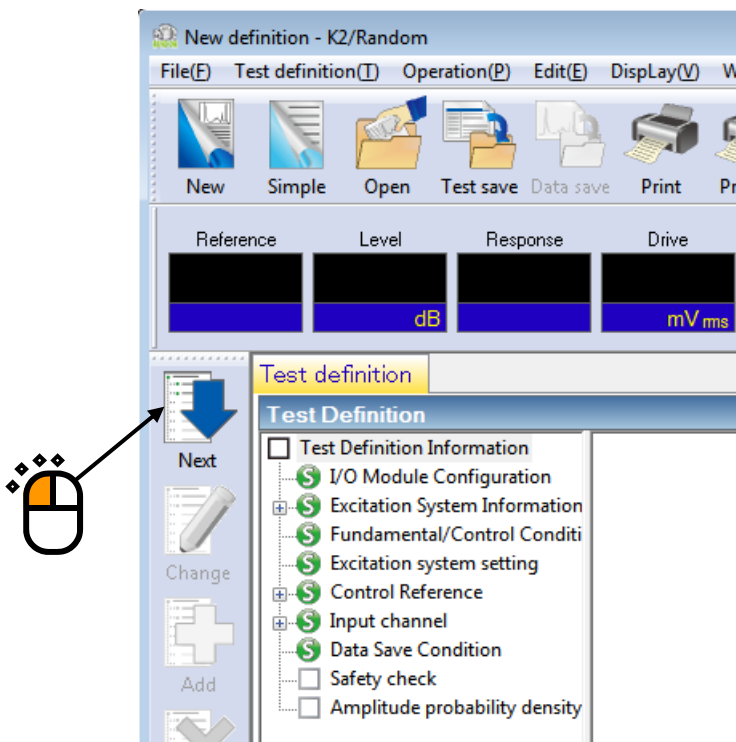 New definition - K2/Random
File(F) Test definition(T) Operation(P) Edit(E) DispLay(V) W
New Simple Open Test save Data save Print Pr
Reference Level Response Drive
dB mV rms
Test definition
Test Definition
Next
Change
Add
Test Definition Information
S I/O Module Configuration
S Excitation System Information
S Fundamental/Control Conditi
S Excitation system setting
S Control Reference
S Input channel
S Data Save Condition
Safety check
Amplitude probability density